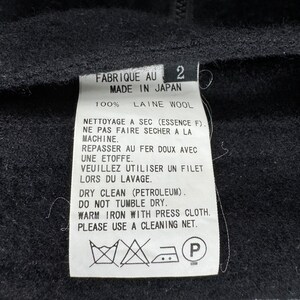 FABRIQUE AU 2
MADE IN JAPAN
100% LAINE WOOL
NETTOYAGE A SEC (ESSENCE F).
NE PAS FAIRE SECHER A LA
MACHINE.
REPASSER AU FER DOUX AVEC
UNE ETOFFE.
VEUILLEZ UTILISER UN FILET
LORS DU LAVAGE.
DRY CLEAN (PETROLEUM).
DO NOT TUMBLE DRY.
WARM IRON WITH PRESS CLOTH.
PLEASE USE A CLEANING NET.
P